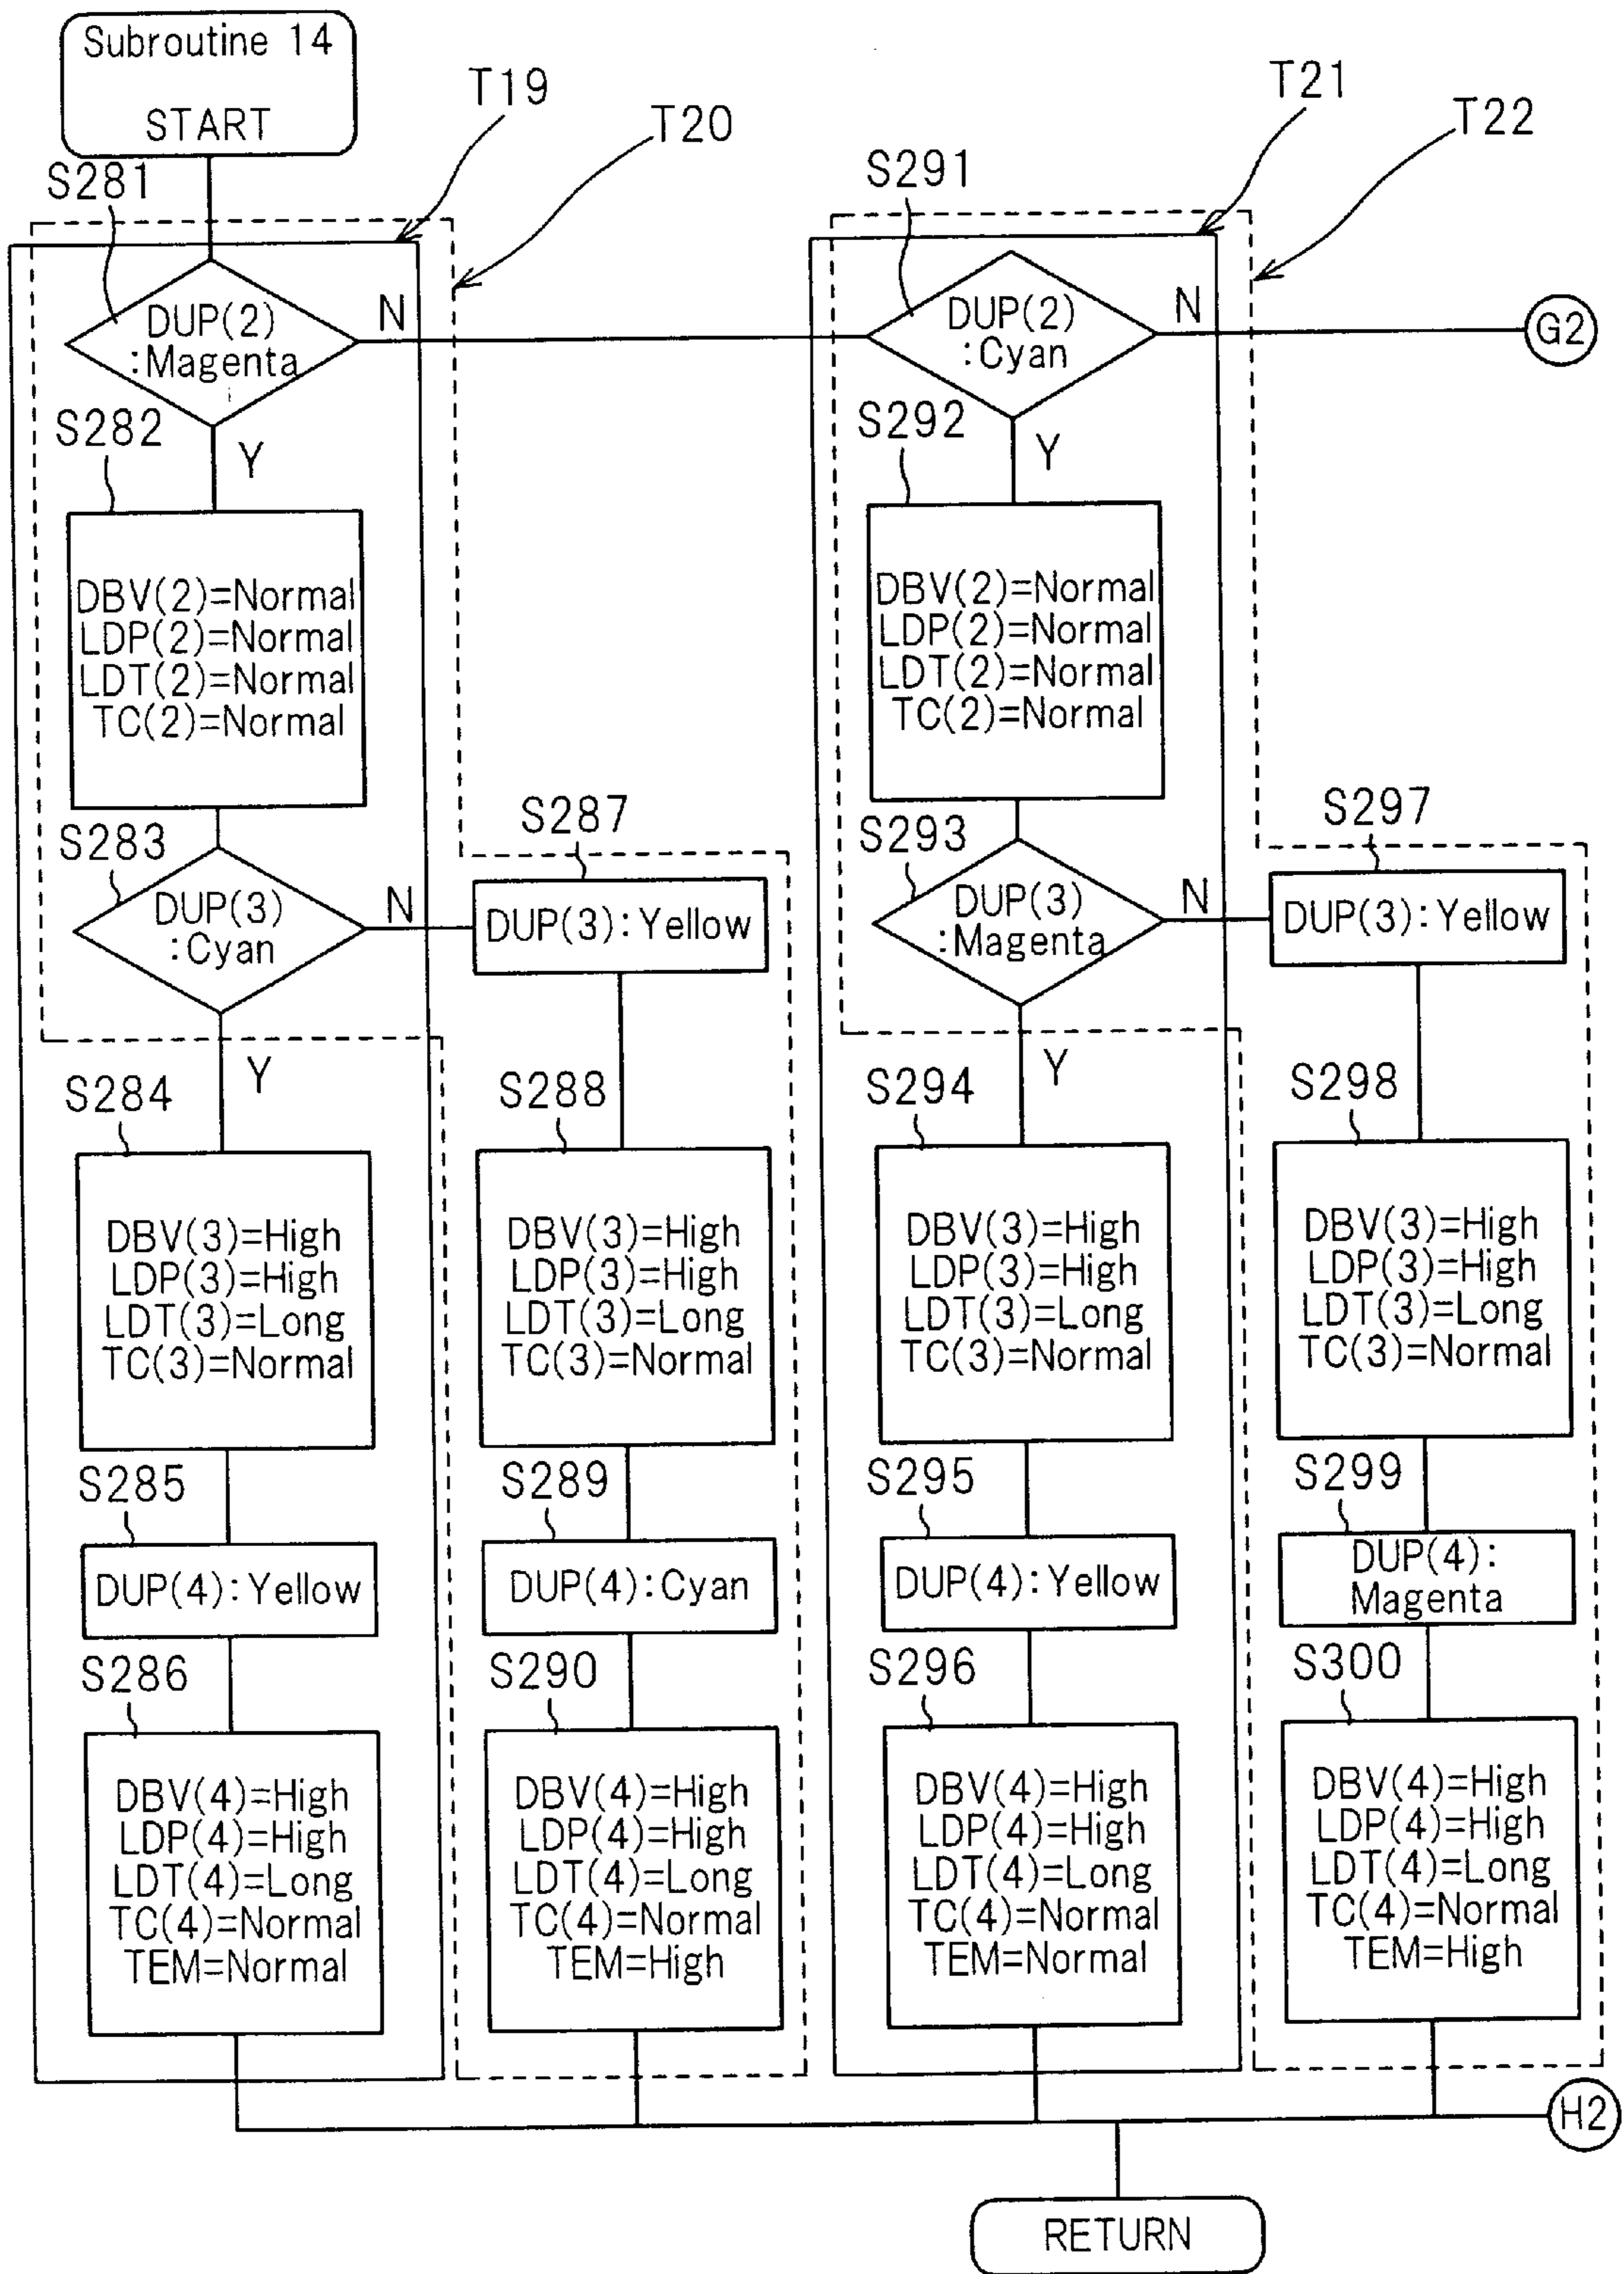 Subroutine 14
START
T19
T20
T21
T22
S281
DUP(2)
:Magenta
N
Y
S291
DUP(2)
:Cyan
N
Y
G2
S282
DBV(2)=Normal
LDP(2)=Normal
LDT(2)=Normal
TC(2)=Normal
S292
DBV(2)=Normal
LDP(2)=Normal
LDT(2)=Normal
TC(2)=Normal
S283
DUP(3)
:Cyan
N
Y
S287
DUP(3):Yellow
S293
DUP(3)
:Magenta
N
Y
S297
DUP(3):Yellow
S284
DBV(3)=High
LDP(3)=High
LDT(3)=Long
TC(3)=Normal
S288
DBV(3)=High
LDP(3)=High
LDT(3)=Long
TC(3)=Normal
S294
DBV(3)=High
LDP(3)=High
LDT(3)=Long
TC(3)=Normal
S298
DBV(3)=High
LDP(3)=High
LDT(3)=Long
TC(3)=Normal
S285
DUP(4):Yellow
S289
DUP(4):Cyan
S295
DUP(4):Yellow
S299
DUP(4):
Magenta
S286
DBV(4)=High
LDP(4)=High
LDT(4)=Long
TC(4)=Normal
TEM=Normal
S290
DBV(4)=High
LDP(4)=High
LDT(4)=Long
TC(4)=Normal
TEM=High
S296
DBV(4)=High
LDP(4)=High
LDT(4)=Long
TC(4)=Normal
TEM=Normal
S300
DBV(4)=High
LDP(4)=High
LDT(4)=Long
TC(4)=Normal
TEM=High
H2
RETURN